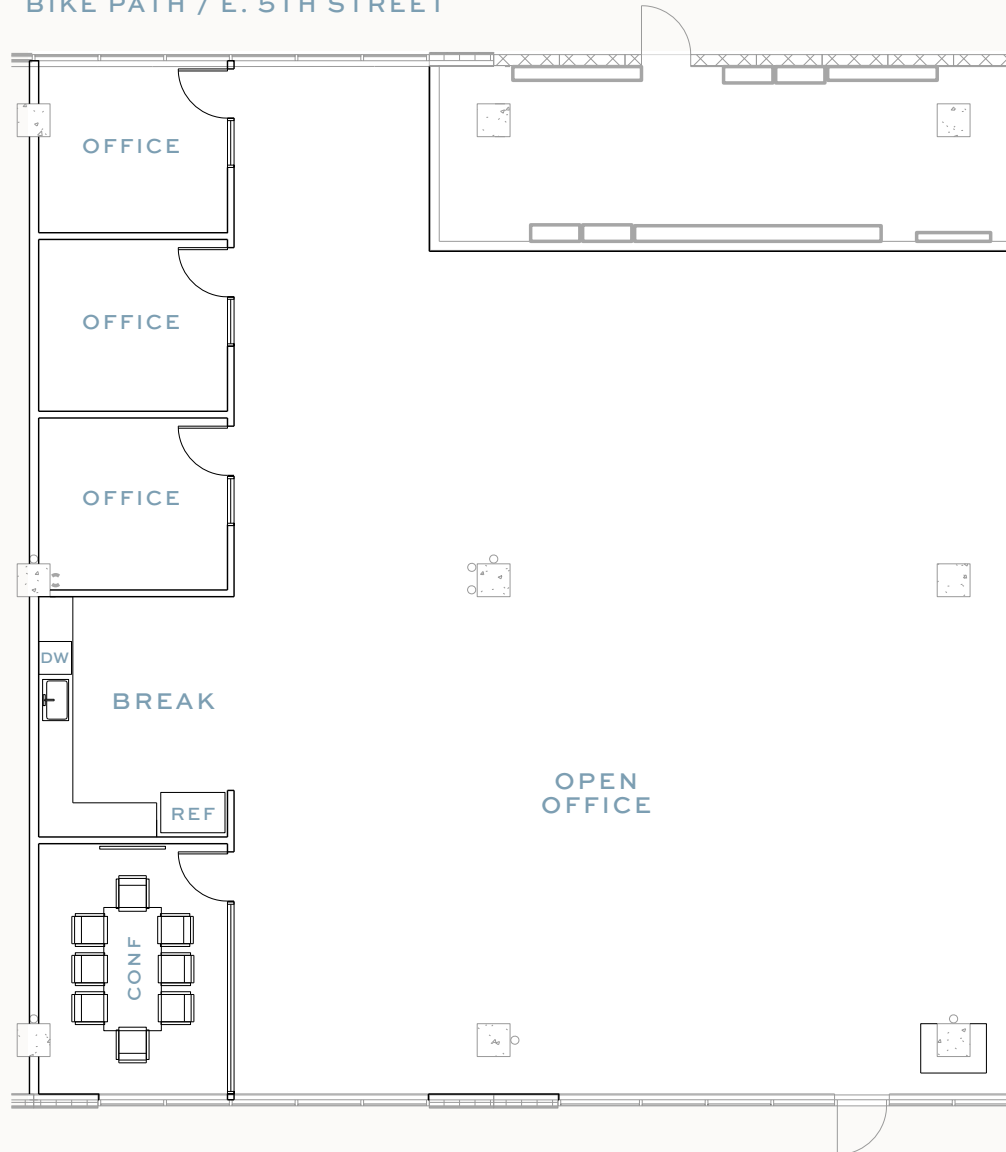 BIKE PATH / E. 5TH STREET
OFFICE
OFFICE
OFFICE
DW
BREAK
OPEN
OFFICE
REF
CONF